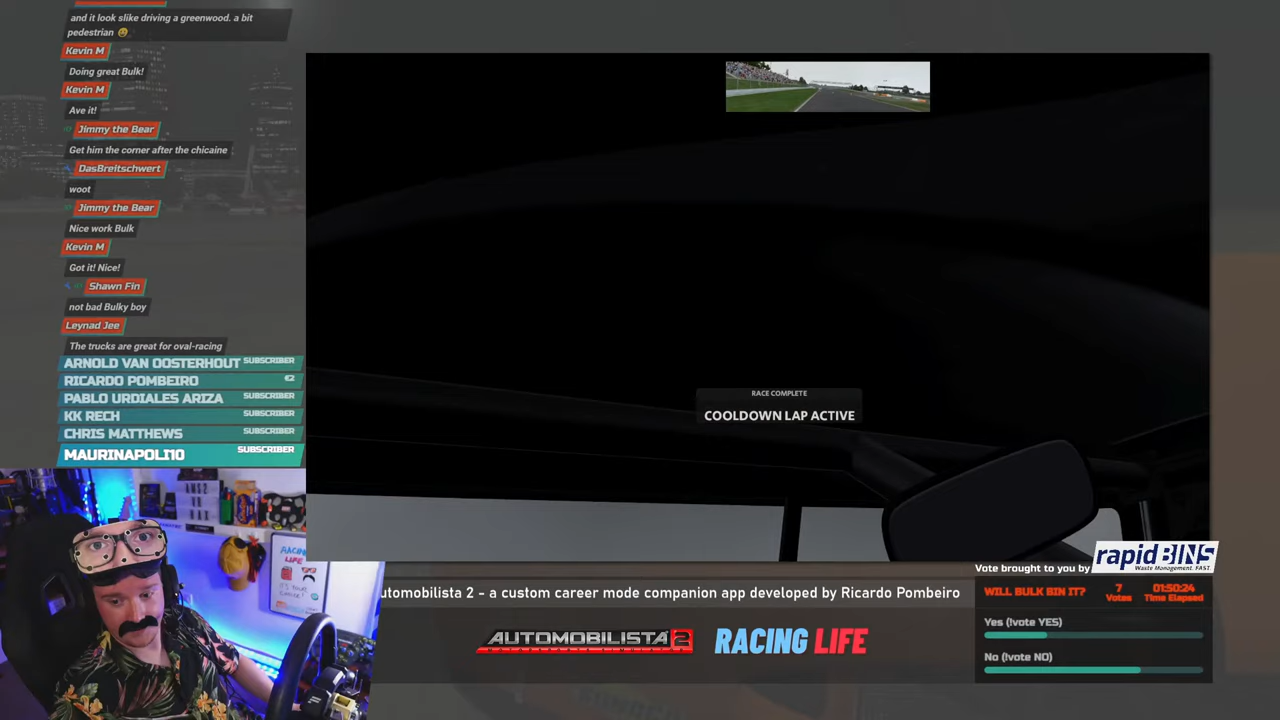 and it look slike driving a greenwood. a bit
pedestrian
Kevin M
Doing great Bulk!
Kevin M
Ave it!
Jimmy the Bear
Get him the corner after the chicaine
DasBreitschwert
woot
Jimmy the Bear
Nice work Bulk
Kevin M
Got it! Nice!
Shawn Fin
not bad Bulky boy
Leynad Jee
The trucks are great for oval-racing
ARNOLD VAN OOSTERHOUT SUBSCRIBER
RICARDO POMBEIRO €2
PABLO URDIALES ARIZA SUBSCRIBER
KK RECH SUBSCRIBER
CHRIS MATTHEWS SUBSCRIBER
MAURINAPOLI10 SUBSCRIBER
RACE COMPLETE
COOLDOWN LAP ACTIVE
RACING
LIFE
utomobilista 2 - a custom career mode companion app developed by Ricardo Pombeiro
AUTOMOBILISTA 2
RACING LIFE
Vote brought to you by
rapidBINS
Waste Management. FAST.
WILL BULK BIN IT? 7 Votes 01:50:24 Time Elapsed
Yes (!vote YES)
No (!vote NO)